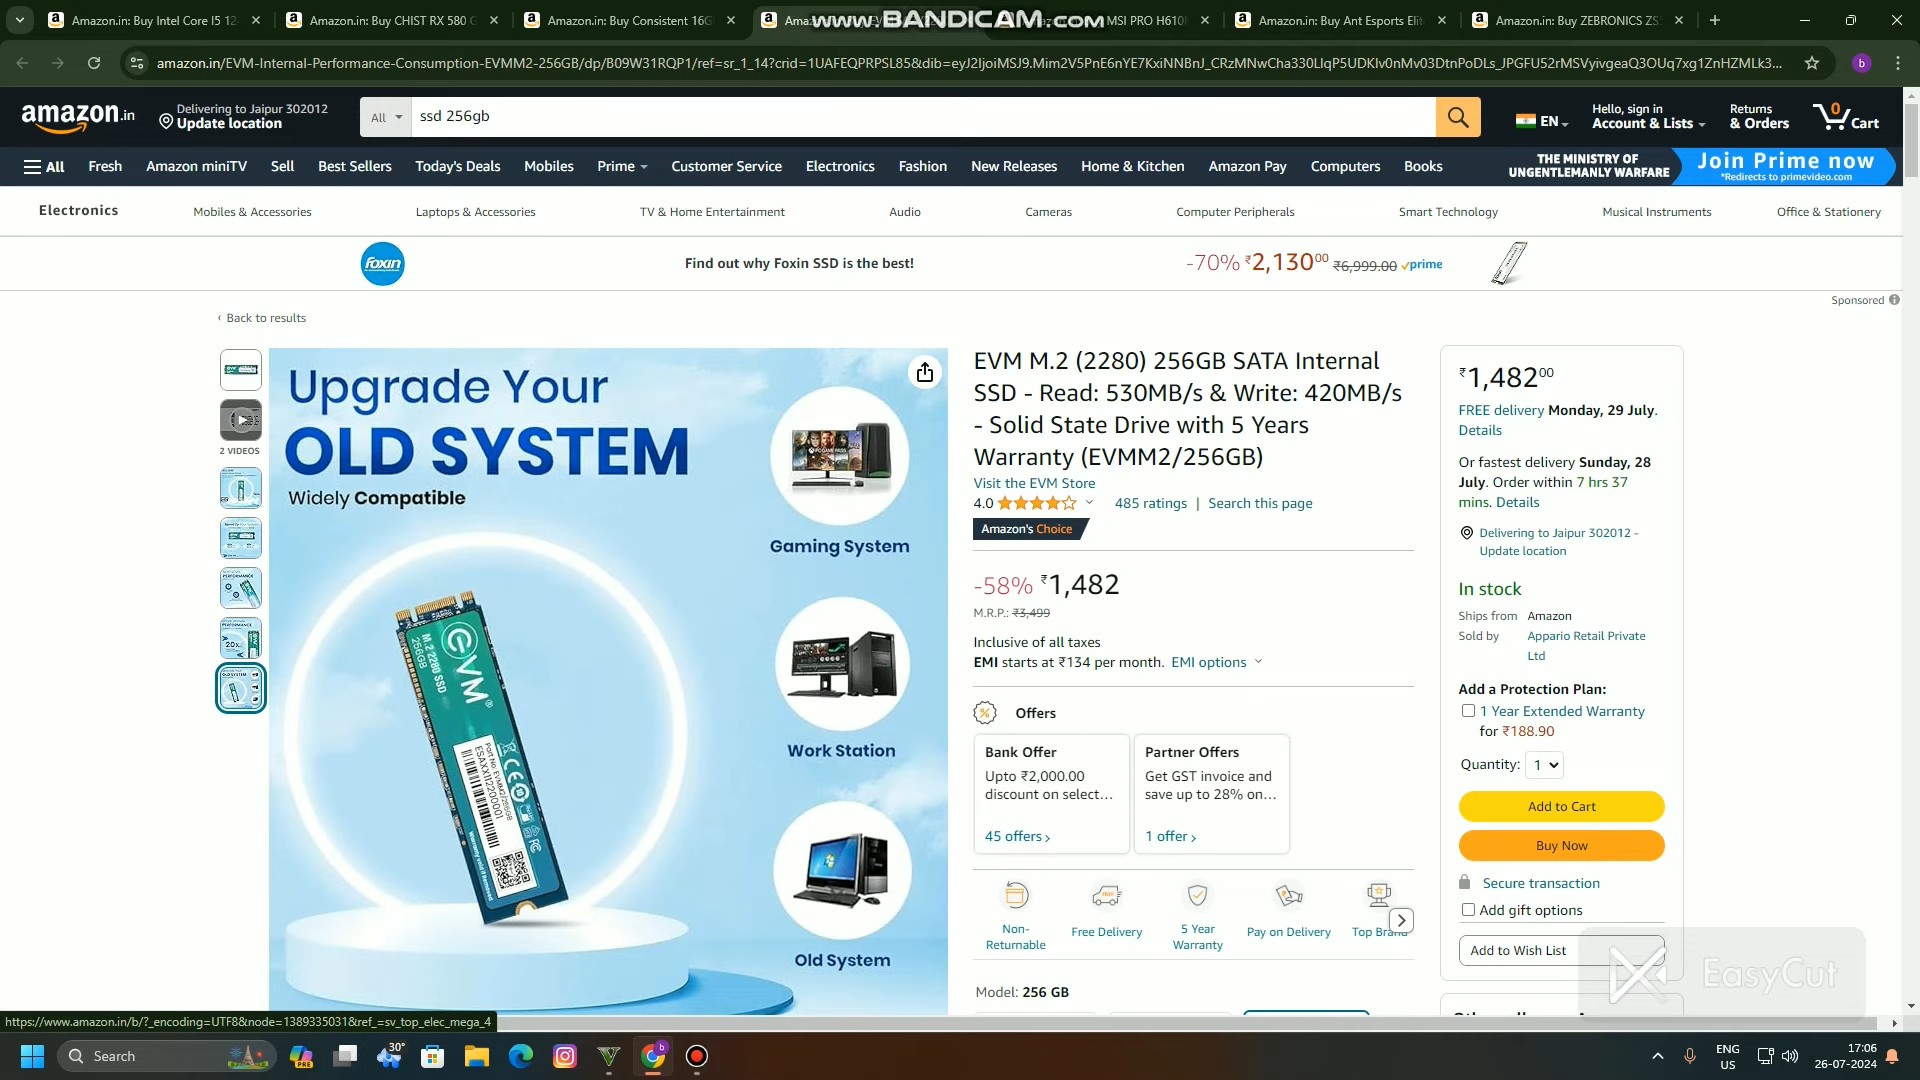 Amazon.in: Buy Intel Core I5 12
Amazon.in: Buy CHIST RX 580 G
Amazon.in: Buy Consistent 16G
MSI PRO H610
Amazon.in: Buy Ant Esports Elit
Amazon.in: Buy ZEBRONICS ZS
www.BANDICAM.com
amazon.in/EVM-Internal-Performance-Consumption-EVMM2-256GB/dp/B09W31RQP1/ref=sr_1_14?crid=1UAFEQPRPSL85&dib=eyJ2IjoiMSJ9.Mim2V5PnE6nYE7KxiNNBnJ_CRzMNwCha330LlqP5UDKlv0nMv03DtnPoDLs_JPGFU52rMSVyivgeaQ3OUq7xg1ZnHZMLk3...
b
amazon.in
Delivering to Jaipur 302012
Update location
All
ssd 256gb
EN
Hello, sign in
Account & Lists
Returns
& Orders
0
Cart
All
Fresh
Amazon miniTV
Sell
Best Sellers
Today's Deals
Mobiles
Prime
Customer Service
Electronics
Fashion
New Releases
Home & Kitchen
Amazon Pay
Computers
Books
THE MINISTRY OF
UNGENTLEMANLY WARFARE
Join Prime now
*Redirects to primevideo.com
Electronics
Mobiles & Accessories
Laptops & Accessories
TV & Home Entertainment
Audio
Cameras
Computer Peripherals
Smart Technology
Musical Instruments
Office & Stationery
foxin
Find out why Foxin SSD is the best!
-70% ₹2,130⁰⁰ ₹6,999.00 prime
Sponsored
‹ Back to results
2 VIDEOS
Upgrade Your
OLD SYSTEM
Widely Compatible
Gaming System
Work Station
Old System
EVM
M.2 2280 SSD
256GB
EVM M.2 (2280) 256GB SATA Internal
SSD - Read: 530MB/s & Write: 420MB/s
- Solid State Drive with 5 Years
Warranty (EVMM2/256GB)
Visit the EVM Store
4.0
485 ratings | Search this page
Amazon's Choice
-58% ₹1,482
M.R.P.: ₹3,499
Inclusive of all taxes
EMI starts at ₹134 per month. EMI options
Offers
Bank Offer
Upto ₹2,000.00
discount on select…
45 offers ›
Partner Offers
Get GST invoice and
save up to 28% on…
1 offer ›
Non-
Returnable
Free Delivery
5 Year
Warranty
Pay on Delivery
Top Brand
Model: 256 GB
₹1,482⁰⁰
FREE delivery Monday, 29 July.
Details
Or fastest delivery Sunday, 28
July. Order within 7 hrs 37
mins. Details
Delivering to Jaipur 302012 -
Update location
In stock
Ships from Amazon
Sold by Appario Retail Private
Ltd
Add a Protection Plan:
1 Year Extended Warranty
for ₹188.90
Quantity: 1
Add to Cart
Buy Now
Secure transaction
Add gift options
Add to Wish List
EasyCut
https://www.amazon.in/b/?_encoding=UTF8&node=1389335031&ref_=sv_top_elec_mega_4
Search
PRE
30°
b
ENG
US
17:06
26-07-2024